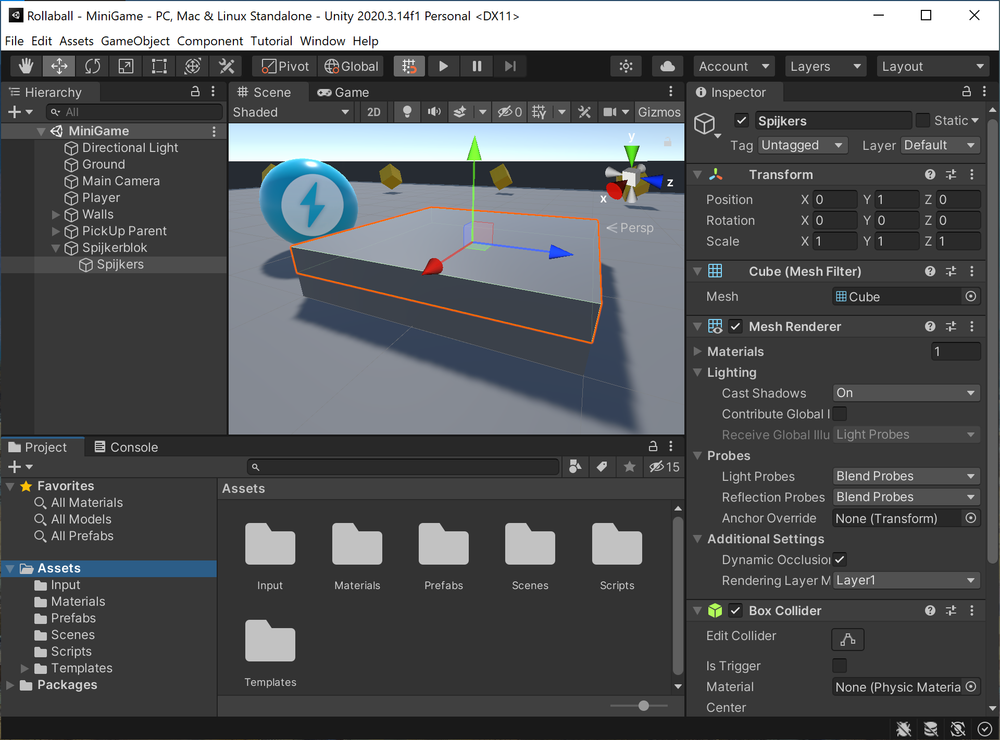 Rollaball - MiniGame - PC, Mac & Linux Standalone - Unity 2020.3.14f1 Personal <DX11>
File Edit Assets GameObject Component Tutorial Window Help
Pivot Global Account Layers Layout
Hierarchy
All
MiniGame
Directional Light
Ground
Main Camera
Player
Walls
PickUp Parent
Spijkerblok
Spijkers
Scene Game
Shaded 2D 0 Gizmos
y
z
x
Persp
Project Console
15
Favorites
All Materials
All Models
All Prefabs
Assets
Input
Materials
Prefabs
Scenes
Scripts
Templates
Packages
Assets
Input Materials Prefabs Scenes Scripts
Templates
Inspector
Spijkers Static
Tag Untagged Layer Default
Transform
Position X 0 Y 1 Z 0
Rotation X 0 Y 0 Z 0
Scale X 1 Y 1 Z 1
Cube (Mesh Filter)
Mesh Cube
Mesh Renderer
Materials 1
Lighting
Cast Shadows On
Contribute Global I
Receive Global Illu Light Probes
Probes
Light Probes Blend Probes
Reflection Probes Blend Probes
Anchor Override None (Transform)
Additional Settings
Dynamic Occlusion
Rendering Layer M Layer1
Box Collider
Edit Collider
Is Trigger
Material None (Physic Materia
Center